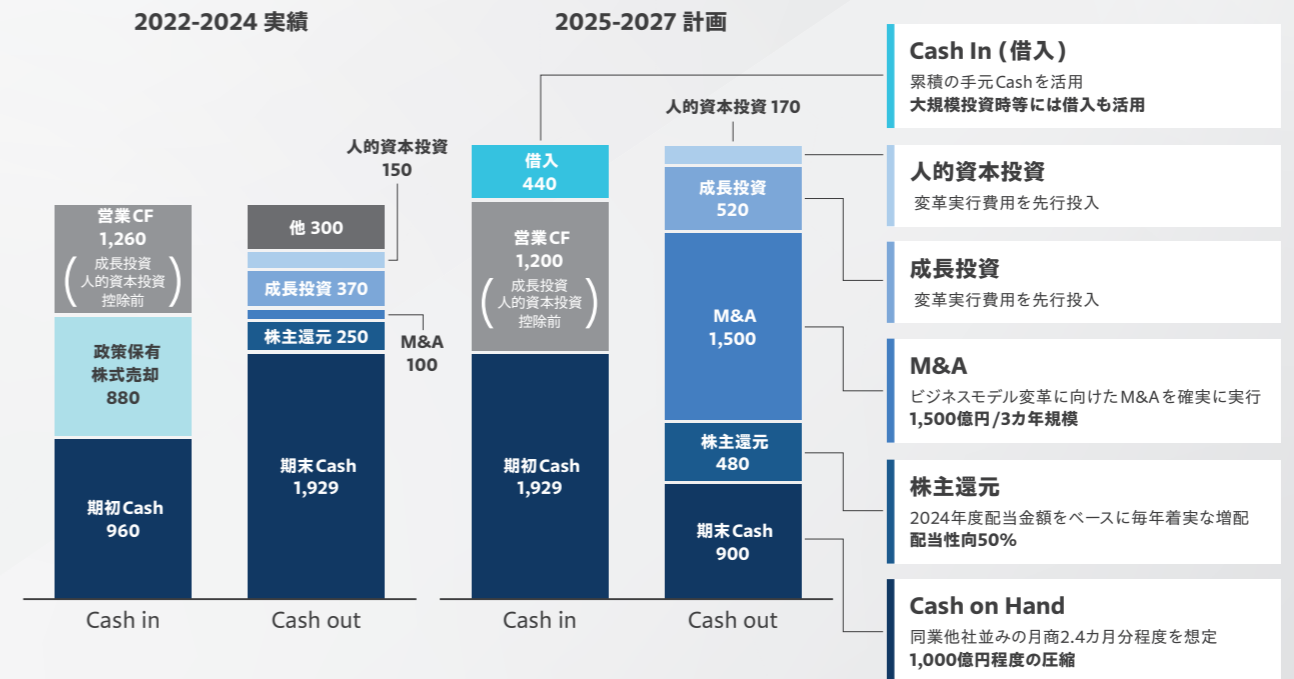 2022-2024 実績
営業CF
1,260
成長投資
人的資本投資
控除前
政策保有
株式売却
880
期初Cash
960
Cash in
他 300
人的資本投資
150
成長投資 370
M&A
100
株主還元 250
期末Cash
1,929
Cash out
2025-2027 計画
借入
440
営業CF
1,200
成長投資
人的資本投資
控除前
期初Cash
1,929
Cash in
人的資本投資 170
成長投資
520
M&A
1,500
株主還元
480
期末Cash
900
Cash out
Cash In (借入)
累積の手元Cashを活用
大規模投資時等には借入も活用
人的資本投資
変革実行費用を先行投入
成長投資
変革実行費用を先行投入
M&A
ビジネスモデル変革に向けたM&Aを確実に実行
1,500億円/3カ年規模
株主還元
2024年度配当金額をベースに毎年着実な増配
配当性向50%
Cash on Hand
同業他社並みの月商2.4カ月分程度を想定
1,000億円程度の圧縮